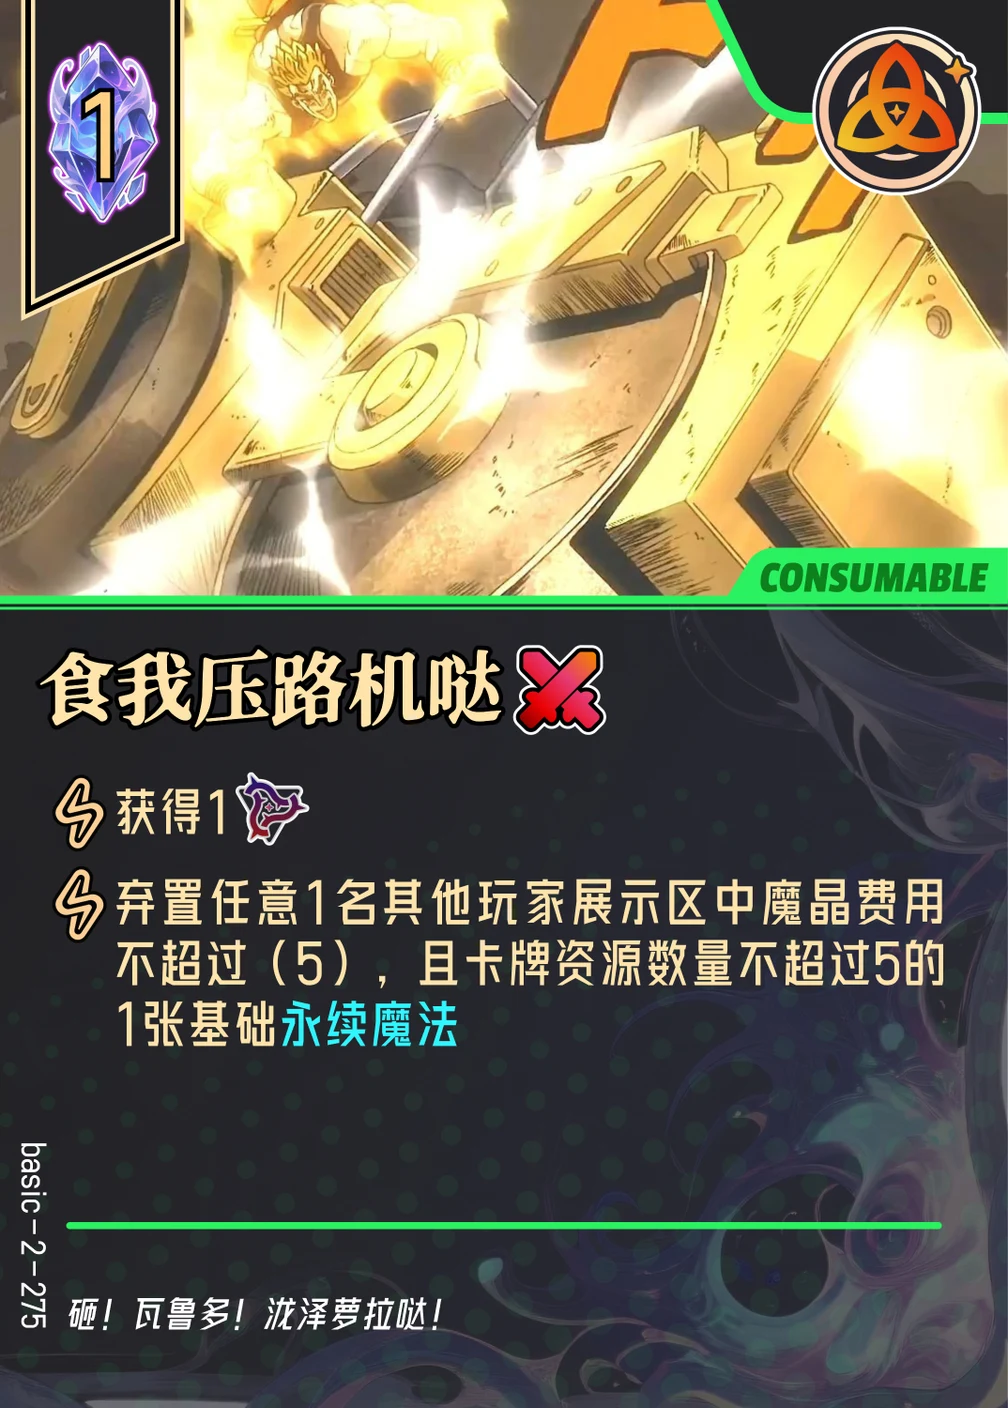 1
CONSUMABLE
食我压路机哒
获得1
弃置任意1名其他玩家展示区中魔晶费用
不超过（5），且卡牌资源数量不超过5的
1张基础永续魔法
basic-2-275
砸！瓦鲁多！泷泽萝拉哒！